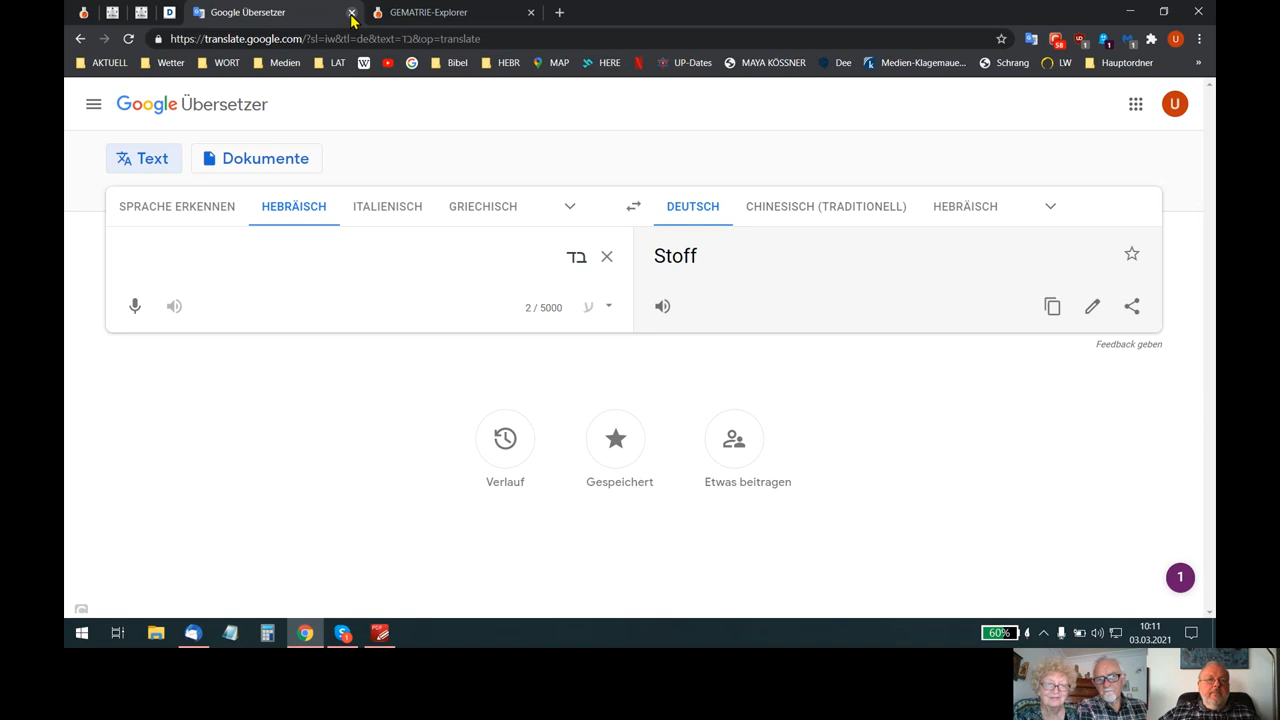 Google Übersetzer GEMATRIE-Explorer
https://translate.google.com/?sl=iw&tl=de&text=בד&op=translate
AKTUELL Wetter WORT Medien LAT Bibel HEBR MAP HERE UP-Dates MAYA KÖSSNER Dee Medien-Klagemaue... Schrang LW Hauptordner »
Google Übersetzer
U
Text Dokumente
SPRACHE ERKENNEN HEBRÄISCH ITALIENISCH GRIECHISCH DEUTSCH CHINESISCH (TRADITIONELL) HEBRÄISCH
בד
Stoff
2 / 5000
Feedback geben
Verlauf Gespeichert Etwas beitragen
1
60% 10:11
03.03.2021